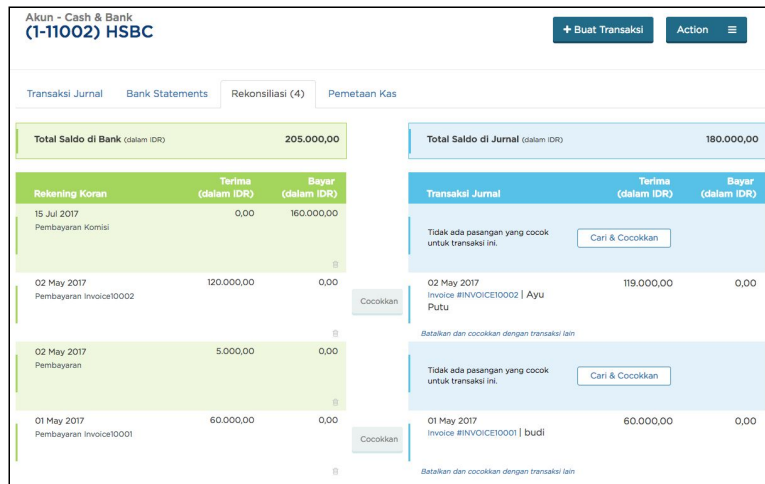 Akun - Cash & Bank
(1-11002) HSBC
+ Buat Transaksi
Action
Transaksi Jurnal
Bank Statements
Rekonsiliasi (4)
Pemetaan Kas
Total Saldo di Bank (dalam IDR) 205.000,00
Total Saldo di Jurnal (dalam IDR) 180.000,00
Rekening Koran Terima (dalam IDR) Bayar (dalam IDR)
Transaksi Jurnal Terima (dalam IDR) Bayar (dalam IDR)
15 Jul 2017 0,00 160.000,00
Pembayaran Komisi
Tidak ada pasangan yang cocok
untuk transaksi ini.
Cari & Cocokkan
02 May 2017 120.000,00 0,00
Pembayaran Invoice10002
Cocokkan
02 May 2017 119.000,00 0,00
Invoice #INVOICE10002 | Ayu
Putu
Batalkan dan cocokkan dengan transaksi lain
02 May 2017 5.000,00 0,00
Pembayaran
Tidak ada pasangan yang cocok
untuk transaksi ini.
Cari & Cocokkan
01 May 2017 60.000,00 0,00
Pembayaran Invoice10001
Cocokkan
01 May 2017 60.000,00 0,00
Invoice #INVOICE10001 | budi
Batalkan dan cocokkan dengan transaksi lain